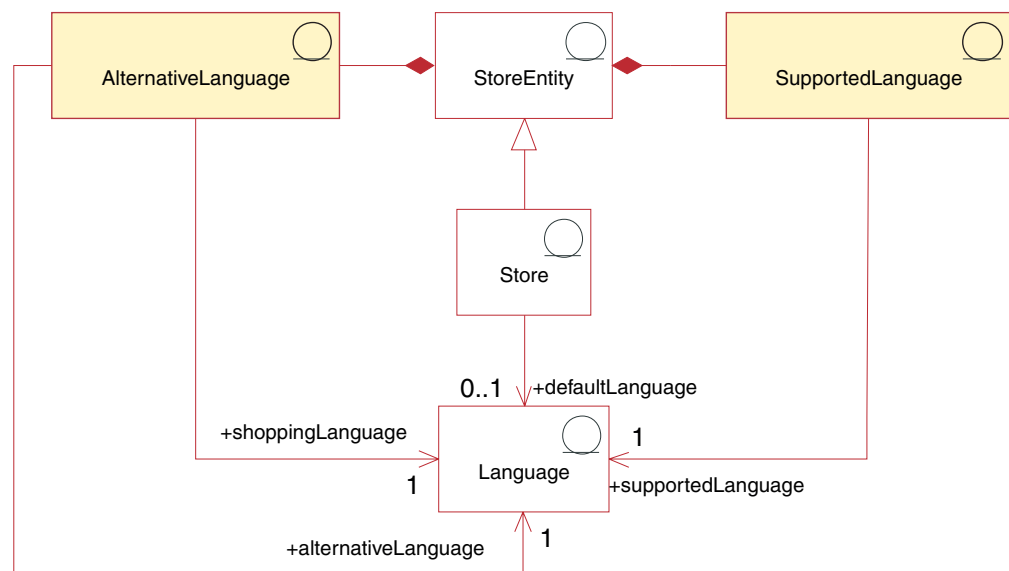 AlternativeLanguage
StoreEntity
SupportedLanguage
Store
0..1
+defaultLanguage
+shoppingLanguage
1
1
Language
+supportedLanguage
+alternativeLanguage
1